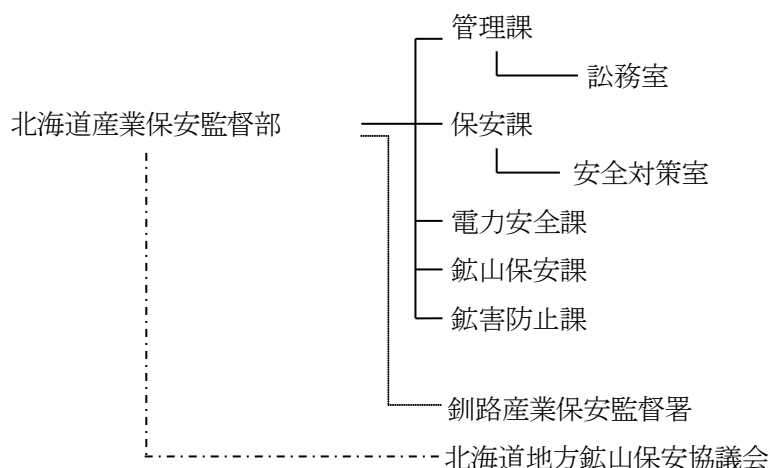 管理課
訟務室
北海道産業保安監督部
保安課
安全対策室
電力安全課
鉱山保安課
鉱害防止課
釧路産業保安監督署
北海道地方鉱山保安協議会